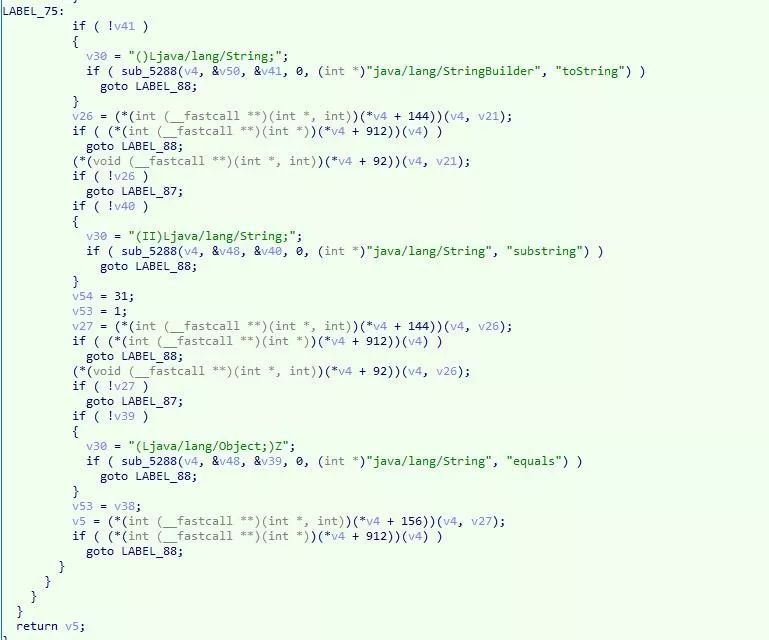 LABEL_75:
if ( !v41 )
{
v30 = "()Ljava/lang/String;";
if ( sub_5288(v4, &v50, &v41, 0, (int *)"java/lang/StringBuilder", "toString") )
goto LABEL_88;
}
v26 = (*(int (__fastcall **)(int *, int))(*v4 + 144))(v4, v21);
if ( (*(int (__fastcall **)(int *))(*v4 + 912))(v4) )
goto LABEL_88;
(*(void (__fastcall **)(int *, int))(*v4 + 92))(v4, v21);
if ( !v26 )
goto LABEL_87;
if ( !v40 )
{
v30 = "(II)Ljava/lang/String;";
if ( sub_5288(v4, &v48, &v40, 0, (int *)"java/lang/String", "substring") )
goto LABEL_88;
}
v54 = 31;
v53 = 1;
v27 = (*(int (__fastcall **)(int *, int))(*v4 + 144))(v4, v26);
if ( (*(int (__fastcall **)(int *))(*v4 + 912))(v4) )
goto LABEL_88;
(*(void (__fastcall **)(int *, int))(*v4 + 92))(v4, v26);
if ( !v27 )
goto LABEL_87;
if ( !v39 )
{
v30 = "(Ljava/lang/Object;)Z";
if ( sub_5288(v4, &v48, &v39, 0, (int *)"java/lang/String", "equals") )
goto LABEL_88;
}
v53 = v38;
v5 = (*(int (__fastcall **)(int *, int))(*v4 + 156))(v4, v27);
if ( (*(int (__fastcall **)(int *))(*v4 + 912))(v4) )
goto LABEL_88;
}
}
}
}
return v5;